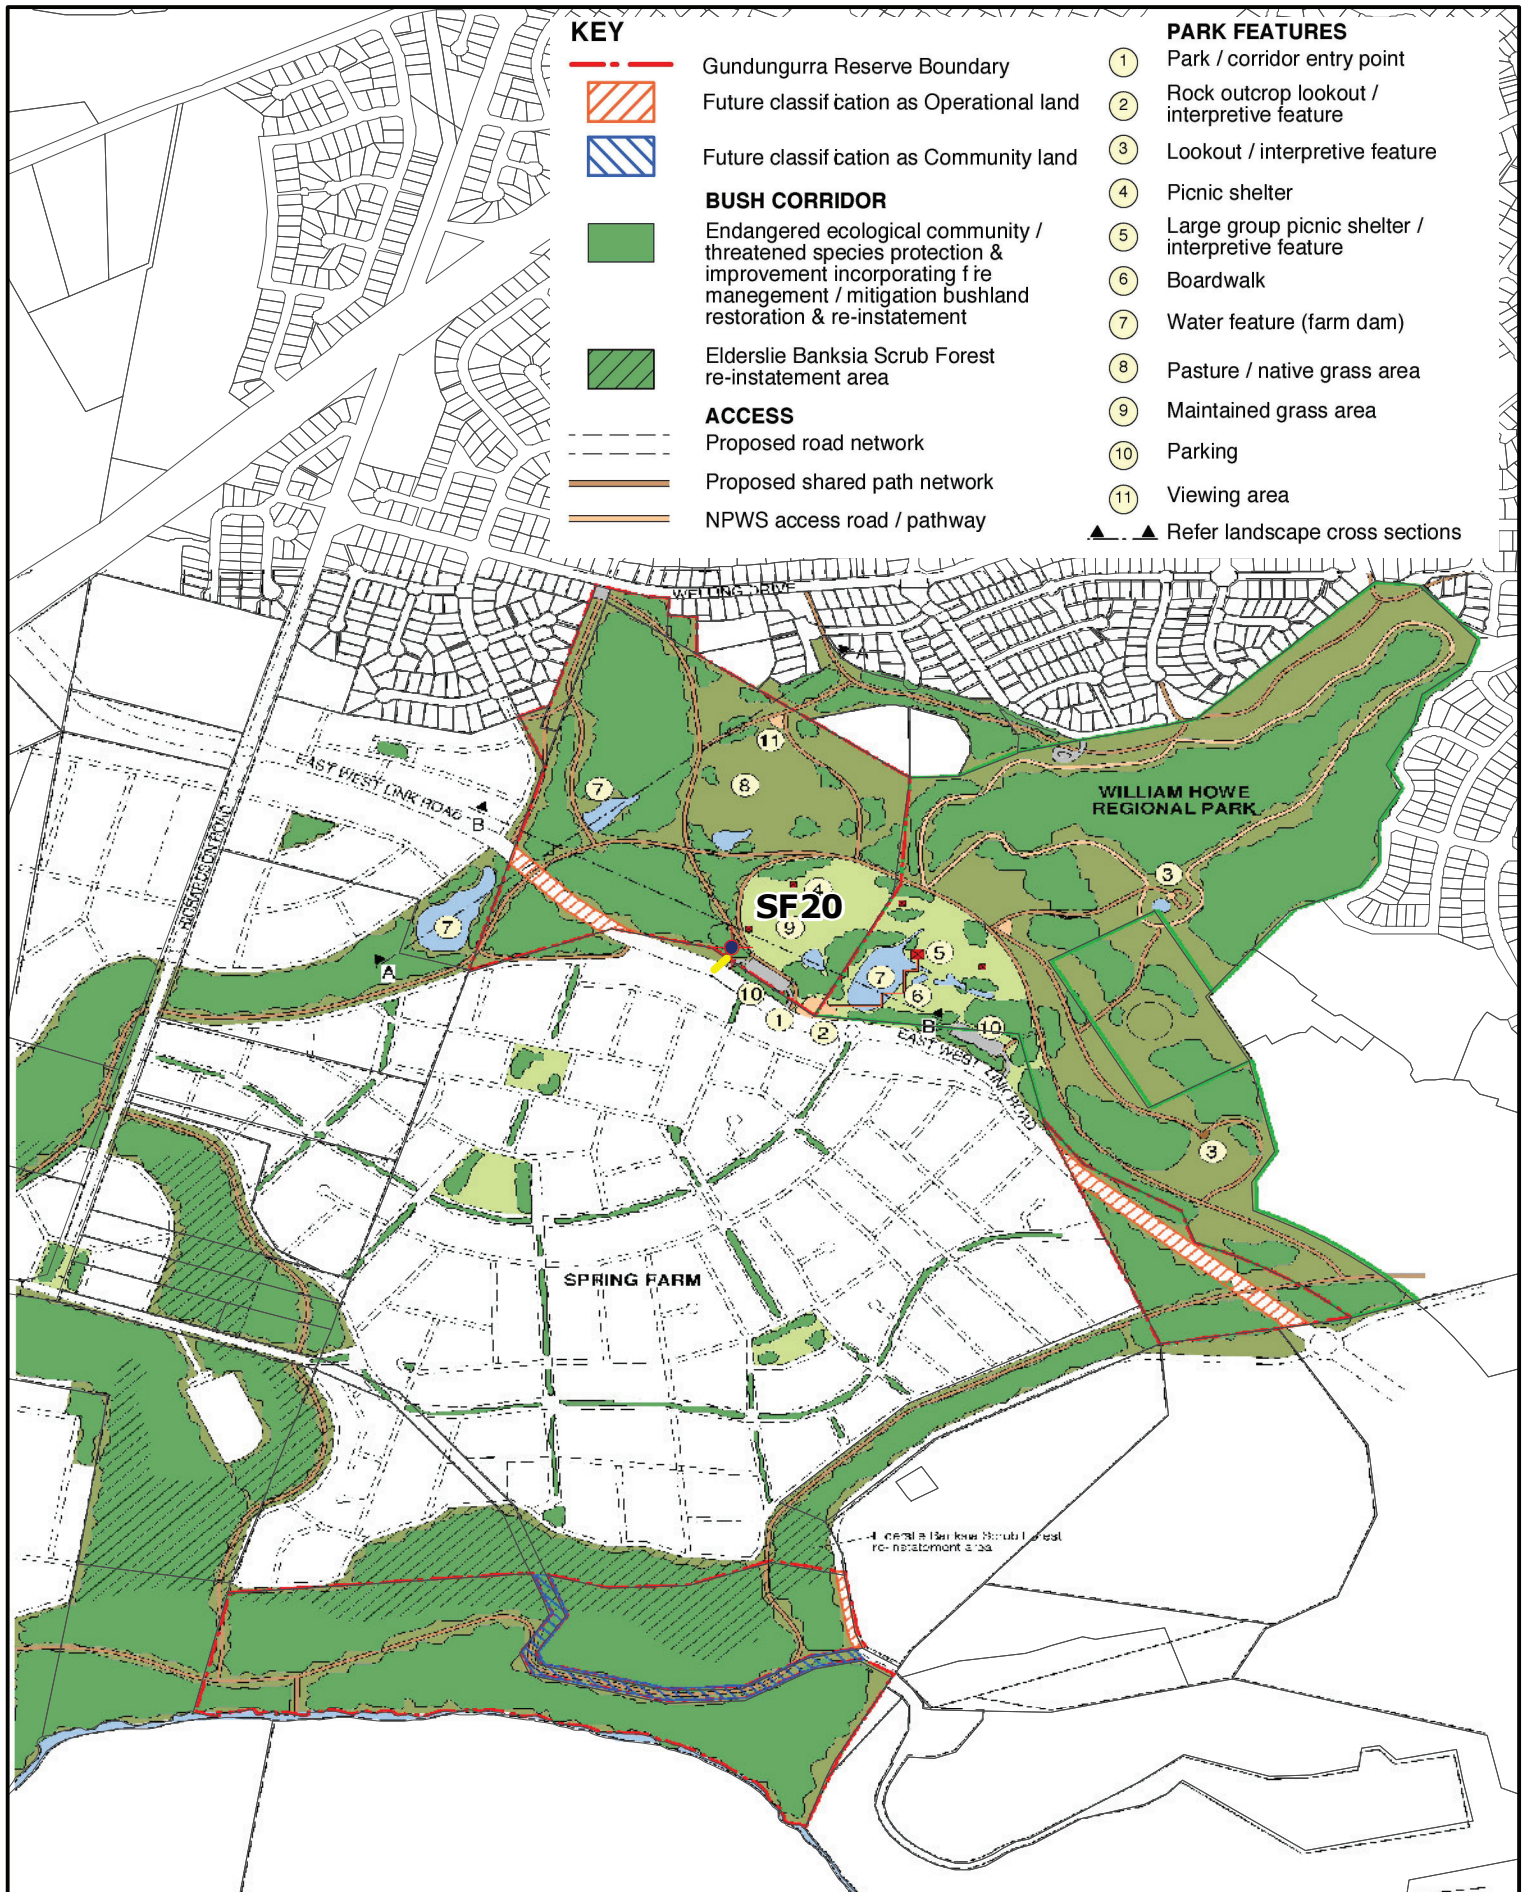 KEY
Gundungurra Reserve Boundary
Future classification as Operational land
Future classification as Community land
BUSH CORRIDOR
Endangered ecological community /
threatened species protection &
improvement incorporating fire
manegement / mitigation bushland
restoration & re-instatement
Elderslie Banksia Scrub Forest
re-instatement area
ACCESS
Proposed road network
Proposed shared path network
NPWS access road / pathway
PARK FEATURES
1 Park / corridor entry point
2 Rock outcrop lookout /
interpretive feature
3 Lookout / interpretive feature
4 Picnic shelter
5 Large group picnic shelter /
interpretive feature
6 Boardwalk
7 Water feature (farm dam)
8 Pasture / native grass area
9 Maintained grass area
10 Parking
11 Viewing area
Refer landscape cross sections
WELLING DRIVE
A
11
7
8
EAST WEST LINK ROAD
B
WILLIAM HOWE
REGIONAL PARK
3
4
SF20
9
7
5
A
7
6
10
1
2
B
10
EAST WEST LINK ROAD
3
SPRING FARM
Banksia Scrub Forest
re-instatement area